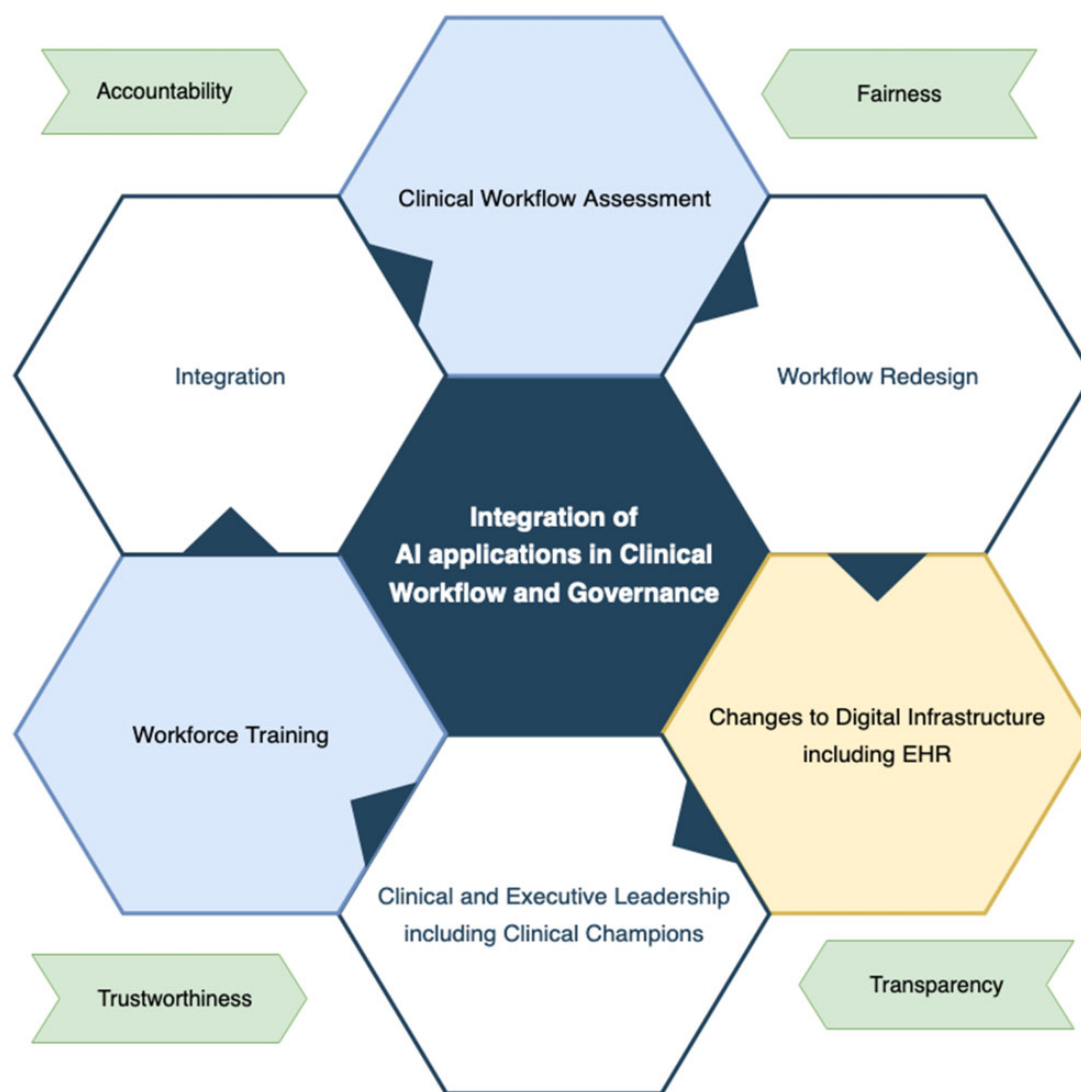 Accountability
Fairness
Clinical Workflow Assessment
Integration
Workflow Redesign
Integration of
AI applications in Clinical
Workflow and Governance
Workforce Training
Changes to Digital Infrastructure
including EHR
Clinical and Executive Leadership
including Clinical Champions
Trustworthiness
Transparency